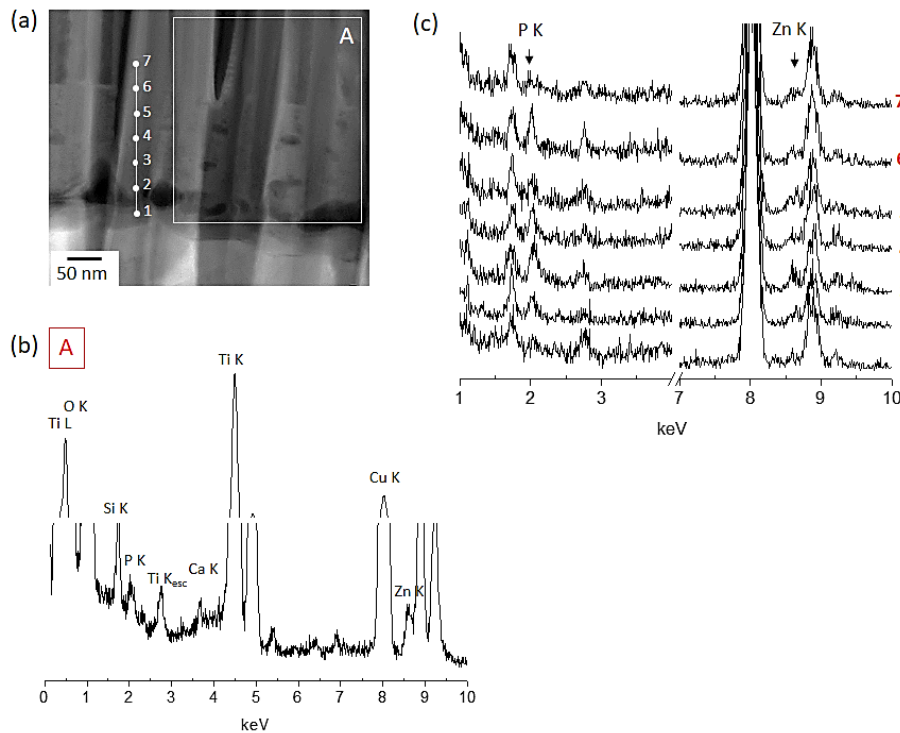 (a)
A
7
6
5
4
3
2
1
50 nm
(b)
A
Ti K
O K
Ti L
Cu K
Si K
P K
Ti Kesc
Ca K
Zn K
0 1 2 3 4 5 6 7 8 9 10
keV
(c)
P K
Zn K
7
6
1 2 3 7 8 9 10
keV